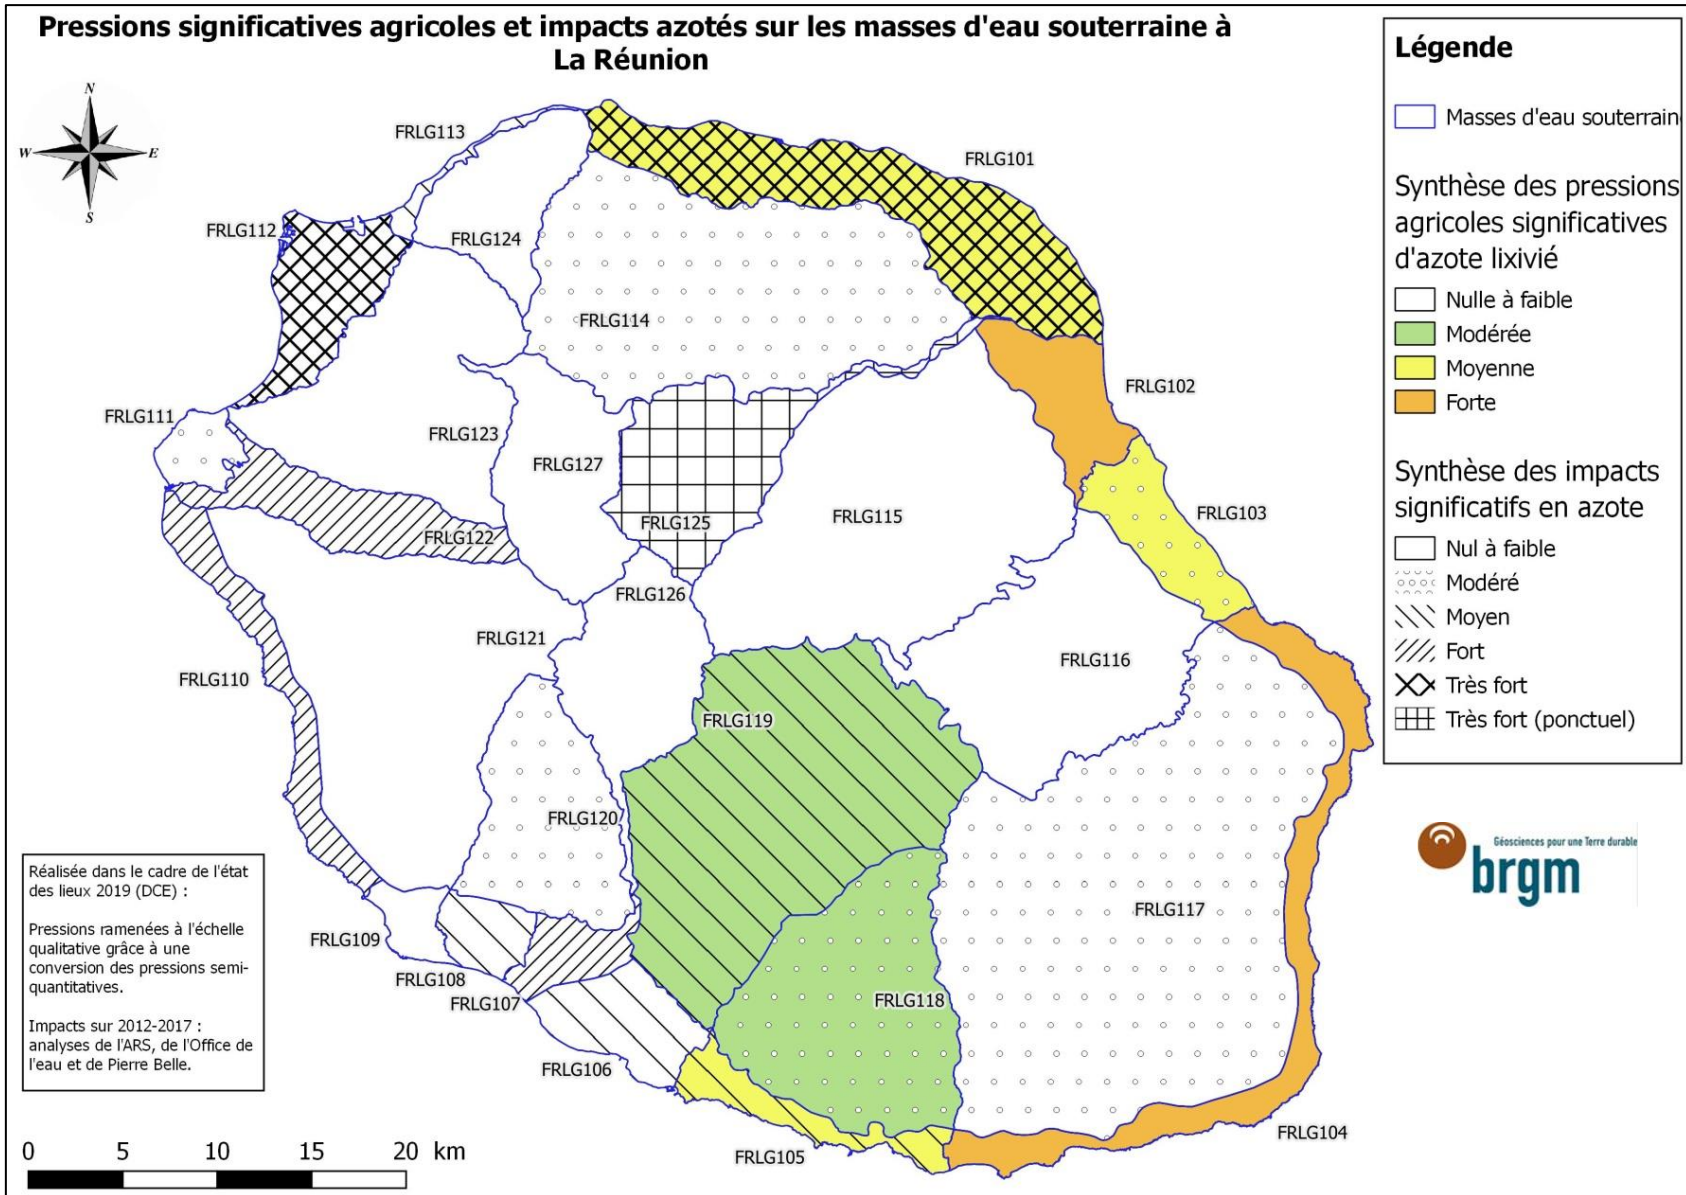 Pressions significatives agricoles et impacts azotés sur les masses d'eau souterraine à
La Réunion
N
W
E
S
FRLG113
FRLG101
FRLG112
FRLG124
FRLG114
FRLG102
FRLG111
FRLG123
FRLG127
FRLG125
FRLG115
FRLG103
FRLG122
FRLG126
FRLG121
FRLG116
FRLG110
FRLG119
FRLG120
FRLG117
FRLG109
FRLG108
FRLG107
FRLG118
FRLG106
FRLG105
FRLG104
Légende
Masses d'eau souterrain
Synthèse des pressions
agricoles significatives
d'azote lixivié
Nulle à faible
Modérée
Moyenne
Forte
Synthèse des impacts
significatifs en azote
Nul à faible
Modéré
Moyen
Fort
Très fort
Très fort (ponctuel)
Géosciences pour une Terre durable
brgm
Réalisée dans le cadre de l'état
des lieux 2019 (DCE) :
Pressions ramenées à l'échelle
qualitative grâce à une
conversion des pressions semi-
quantitatives.
Impacts sur 2012-2017 :
analyses de l'ARS, de l'Office de
l'eau et de Pierre Belle.
0 5 10 15 20 km